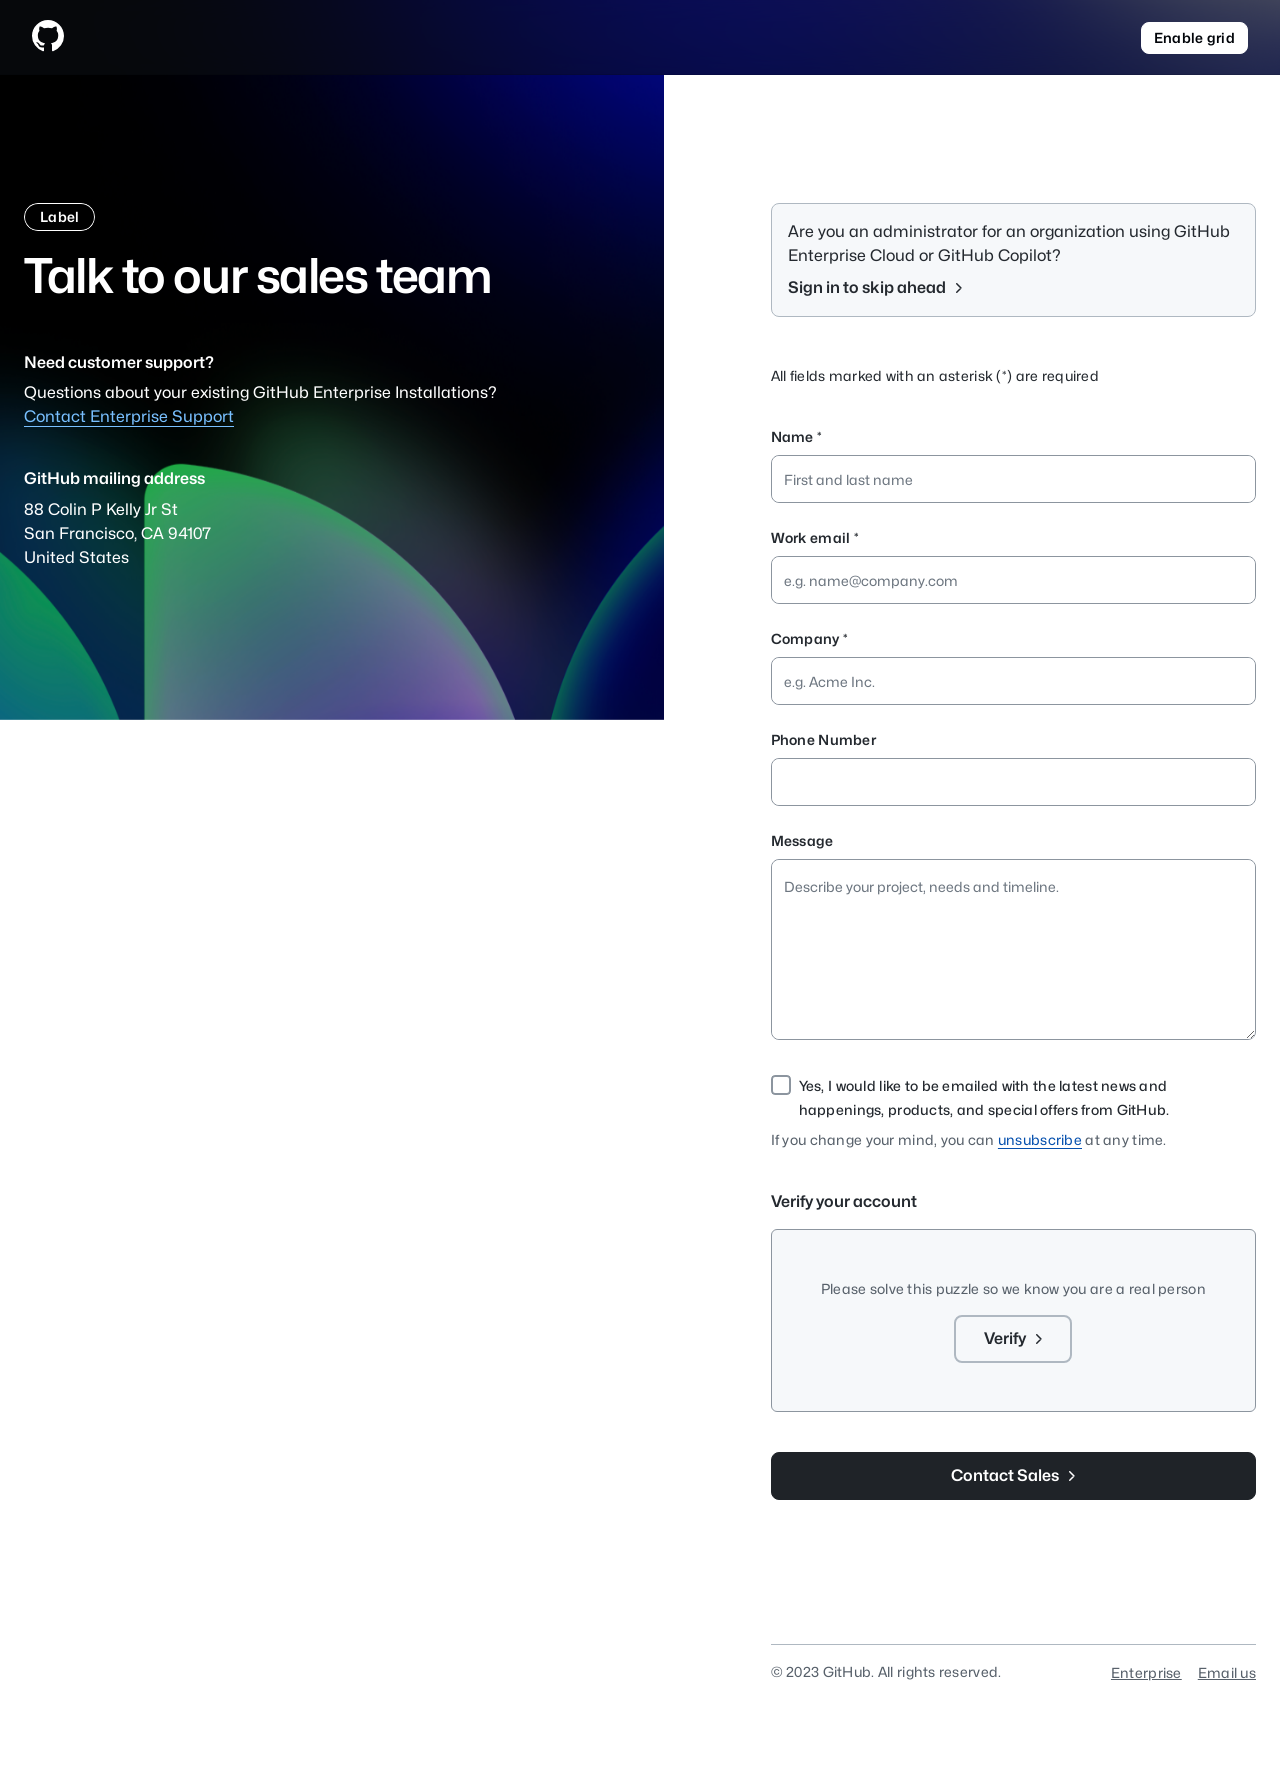 Enable grid
Label
Talk to our sales team
Need customer support?
Questions about your existing GitHub Enterprise Installations?
Contact Enterprise Support
GitHub mailing address
88 Colin P Kelly Jr St
San Francisco, CA 94107
United States
Are you an administrator for an organization using GitHub
Enterprise Cloud or GitHub Copilot?
Sign in to skip ahead
All fields marked with an asterisk (*) are required
Name *
First and last name
Work email *
e.g. name@company.com
Company *
e.g. Acme Inc.
Phone Number
Message
Describe your project, needs and timeline.
Yes, I would like to be emailed with the latest news and
happenings, products, and special offers from GitHub.
If you change your mind, you can unsubscribe at any time.
Verify your account
Please solve this puzzle so we know you are a real person
Verify
Contact Sales
© 2023 GitHub. All rights reserved.
Enterprise
Email us